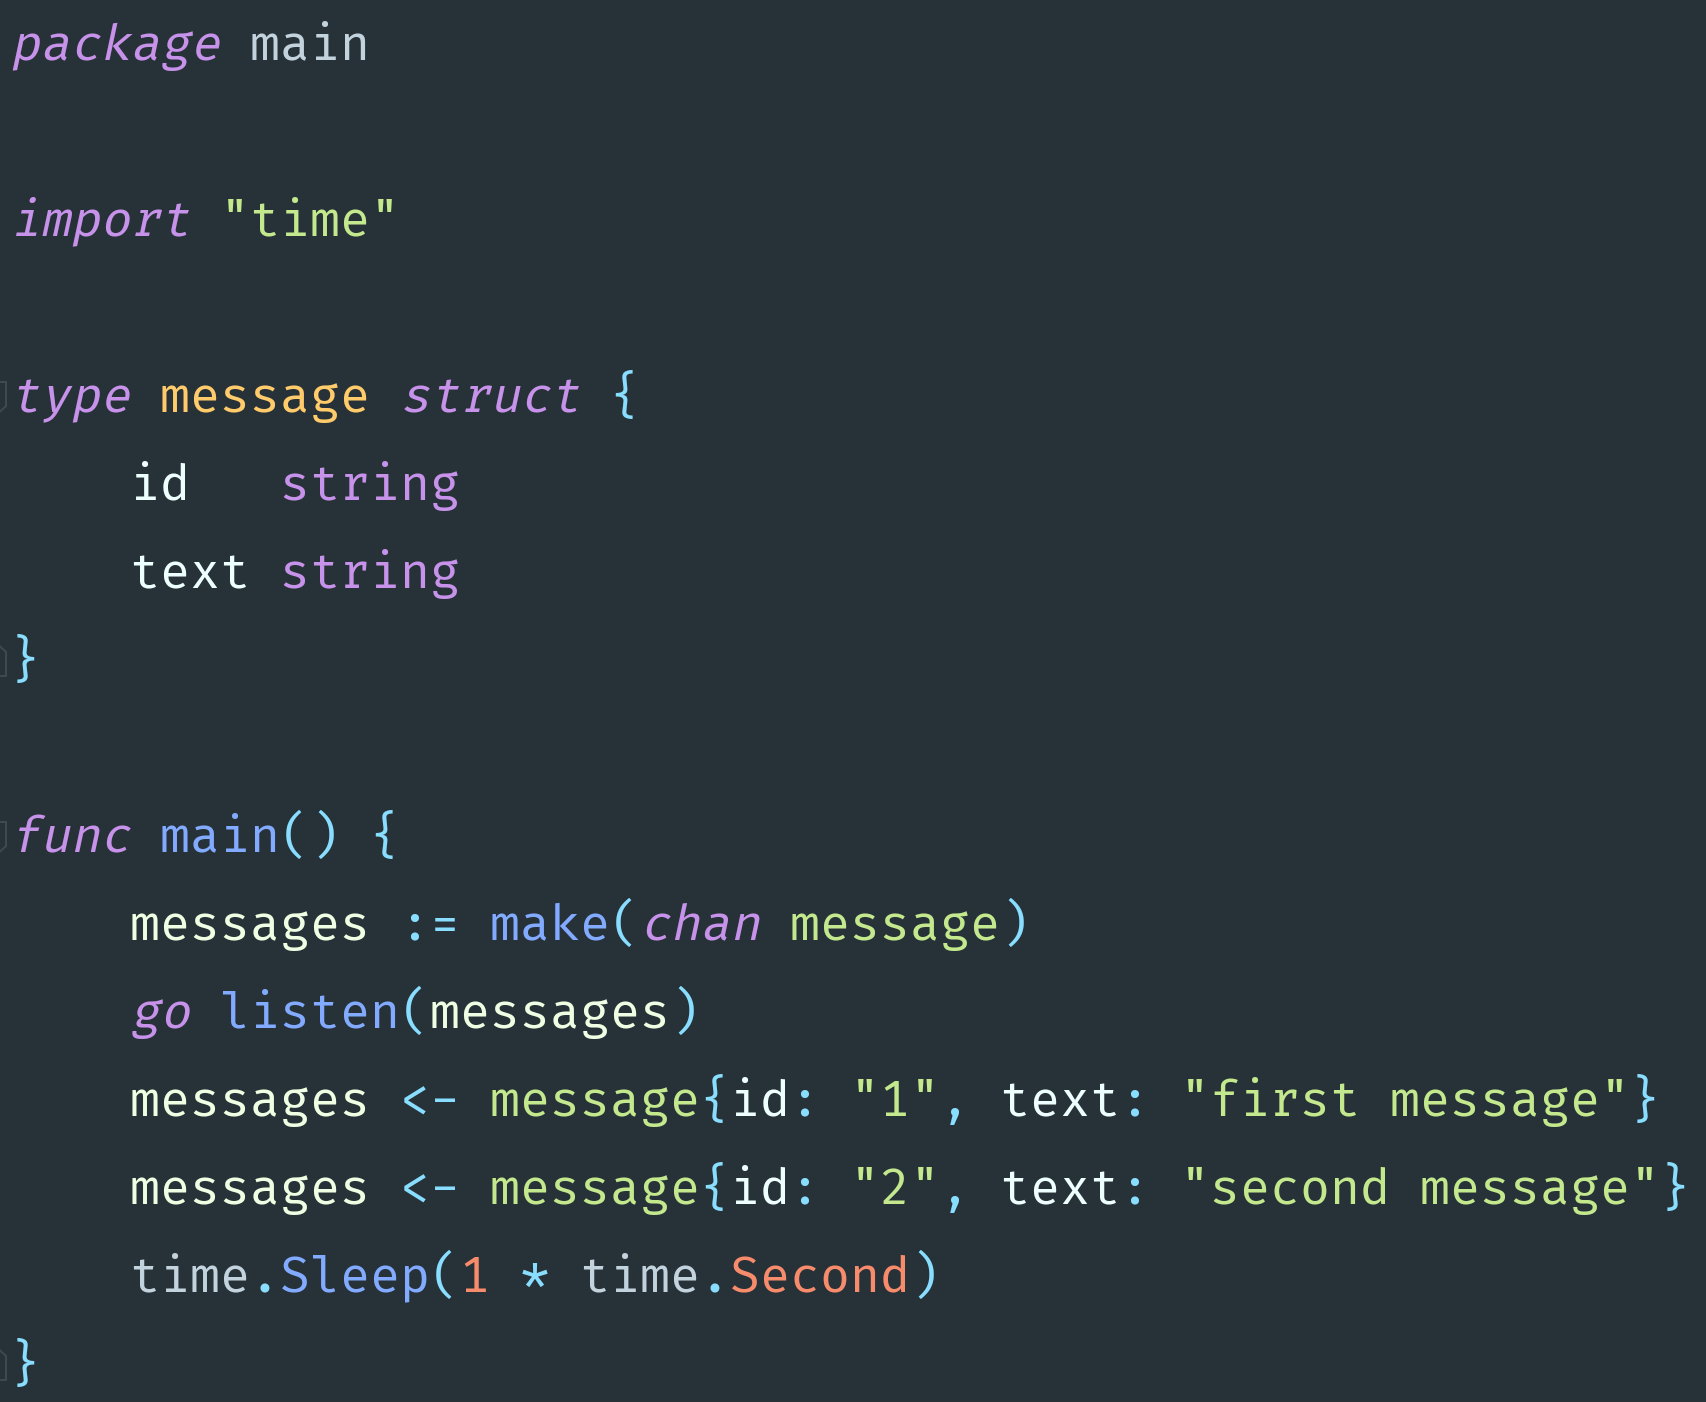 package main
import "time"
type message struct {
    id   string
    text string
}
func main() {
    messages := make(chan message)
    go listen(messages)
    messages <- message{id: "1", text: "first message"}
    messages <- message{id: "2", text: "second message"}
    time.Sleep(1 * time.Second)
}